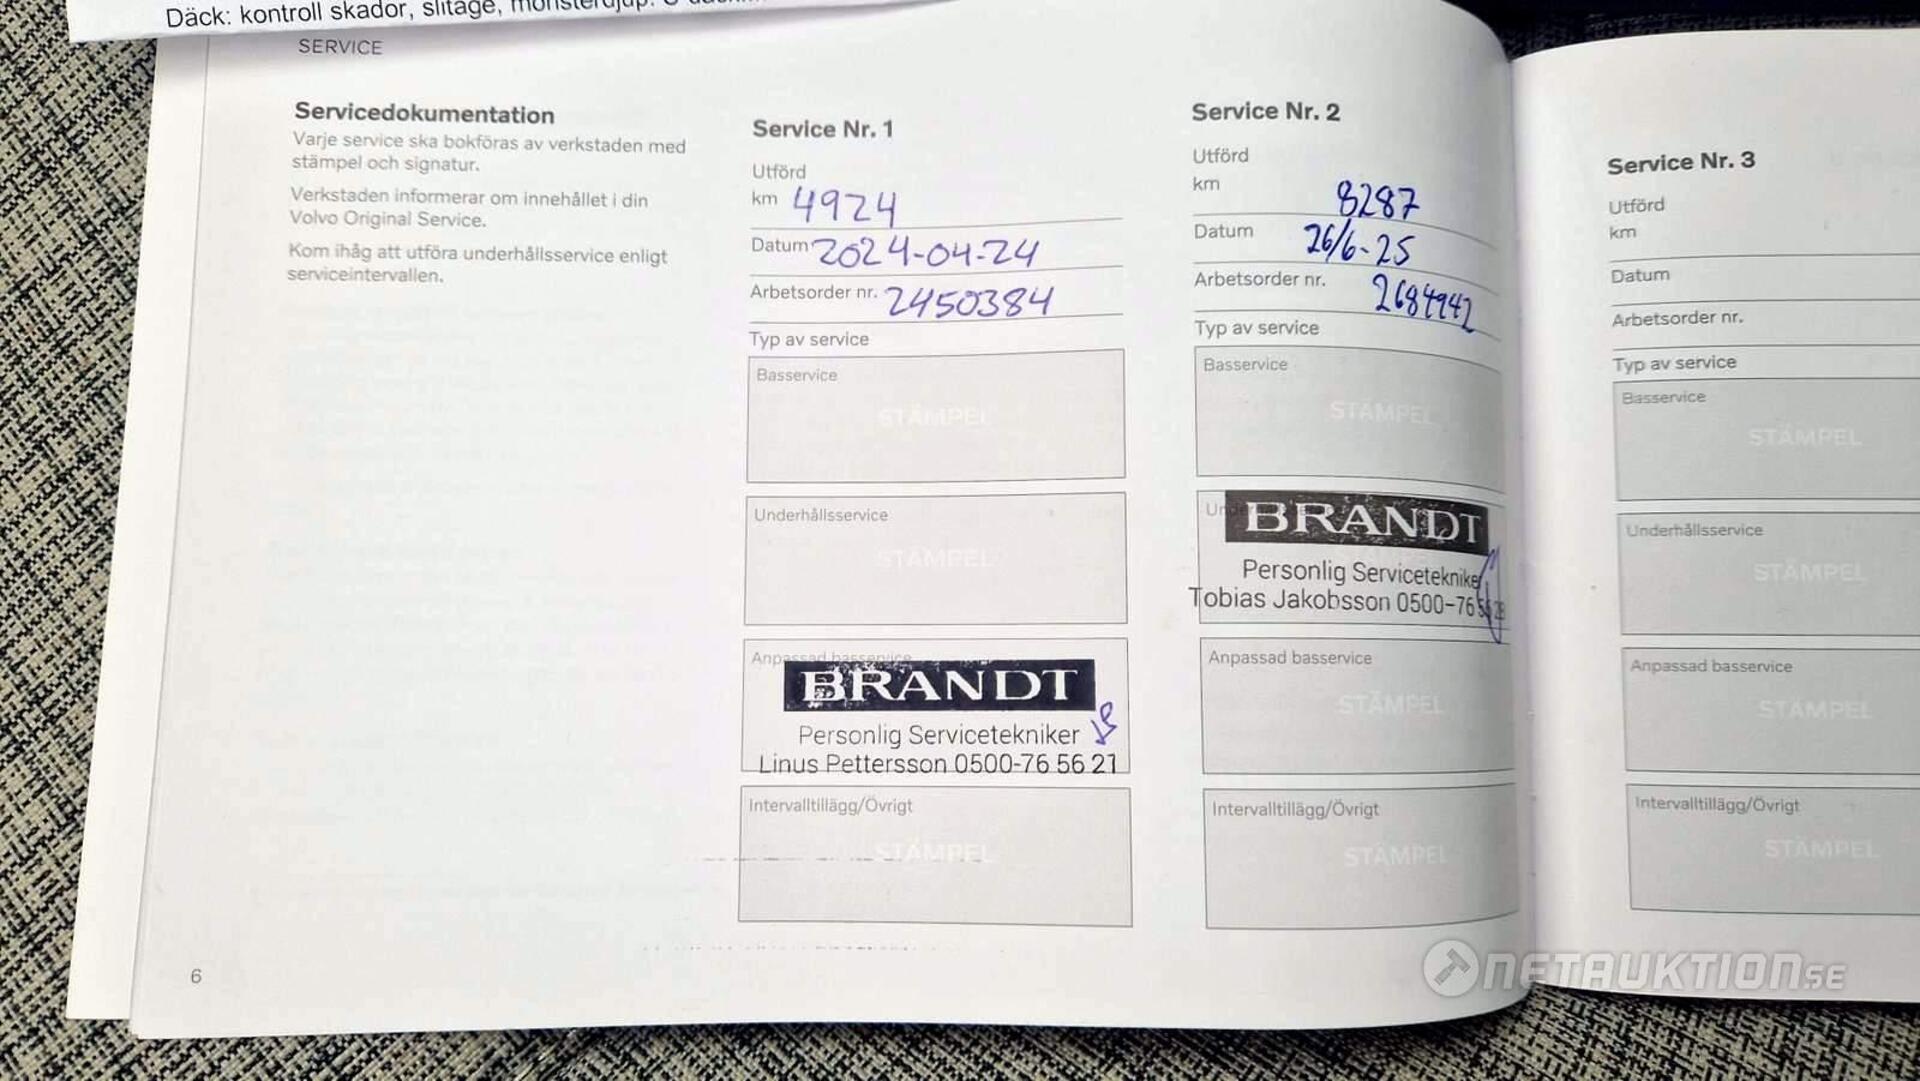 Däck: kontroll skador, slitage, mönsterdjup.
SERVICE
Servicedokumentation
Varje service ska bokföras av verkstaden med
stämpel och signatur.
Verkstaden informerar om innehållet i din
Volvo Original Service.
Kom ihåg att utföra underhållsservice enligt
serviceintervallen.
6
Service Nr. 1
Utförd
km 4924
Datum 2024-04-24
Arbetsorder nr. 2450384
Typ av service
Basservice
STÄMPEL
Underhållsservice
STÄMPEL
Anpassad basservice
BRANDT
Personlig Servicetekniker
Linus Pettersson 0500-76 56 21
Intervalltillägg/Övrigt
STÄMPEL
Service Nr. 2
Utförd
km 8287
Datum 26/6-25
Arbetsorder nr. 2684942
Typ av service
Basservice
STÄMPEL
BRANDT
Personlig Servicetekniker
Tobias Jakobsson 0500-76
Anpassad basservice
STÄMPEL
Intervalltillägg/Övrigt
STÄMPEL
Service Nr. 3
Utförd
km
Datum
Arbetsorder nr.
Typ av service
Basservice
STÄMPEL
Underhållsservice
STÄMPEL
Anpassad basservice
STÄMPEL
Intervalltillägg/Övrigt
STÄMPEL
NETAUKTION.SE